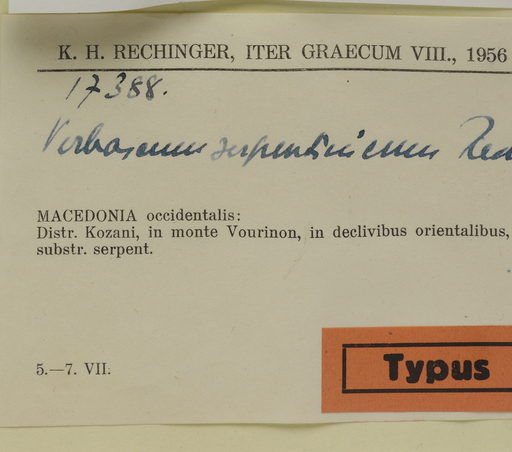 K. H. RECHINGER, ITER GRAECUM VIII., 1956
17388.
Verbascum serpentinicum
MACEDONIA occidentalis:
Distr. Kozani, in monte Vourinon, in declivibus orientalibus,
substr. serpent.
5.—7. VII.
Typus